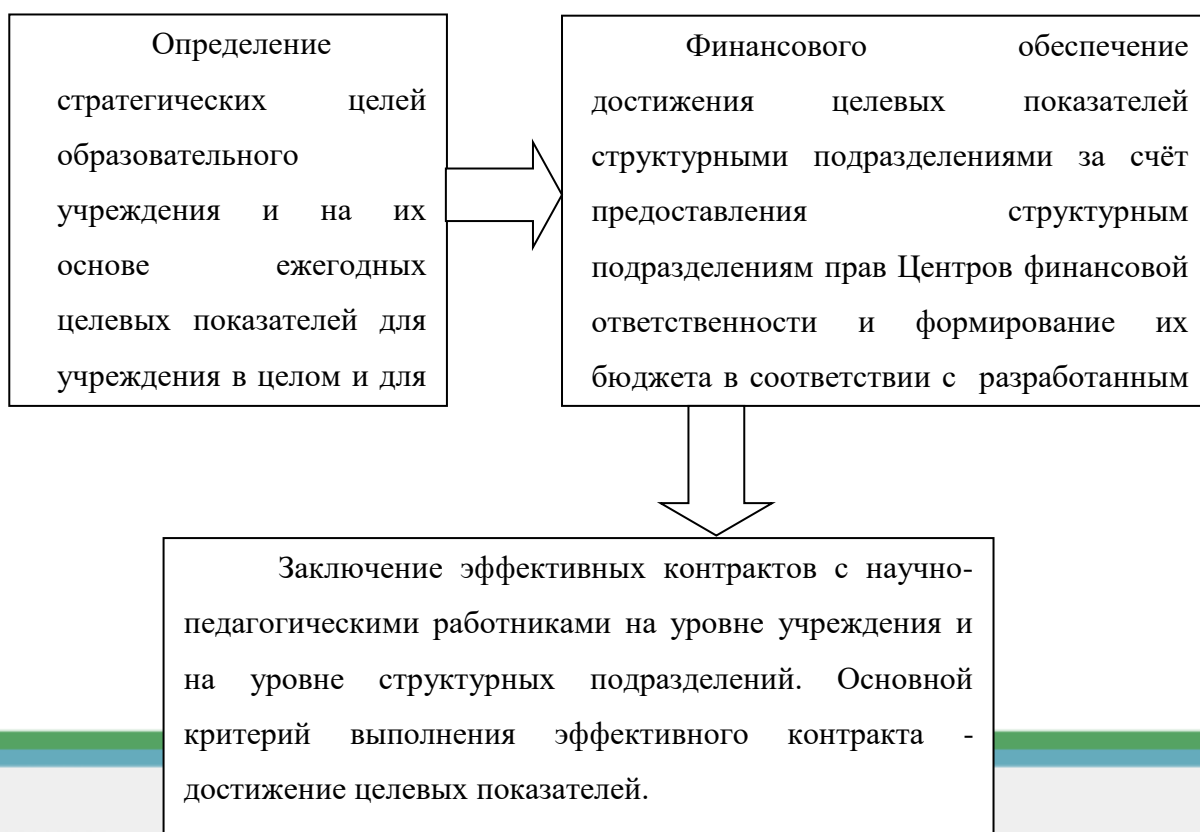 Определение
стратегических целей
образовательного
учреждения и на их
основе ежегодных
целевых показателей для
учреждения в целом и для
Финансового обеспечение
достижения целевых показателей
структурными подразделениями за счёт
предоставления структурным
подразделениям прав Центров финансовой
ответственности и формирование их
бюджета в соответствии с разработанным
Заключение эффективных контрактов с научно-
педагогическими работниками на уровне учреждения и
на уровне структурных подразделений. Основной
критерий выполнения эффективного контракта -
достижение целевых показателей.